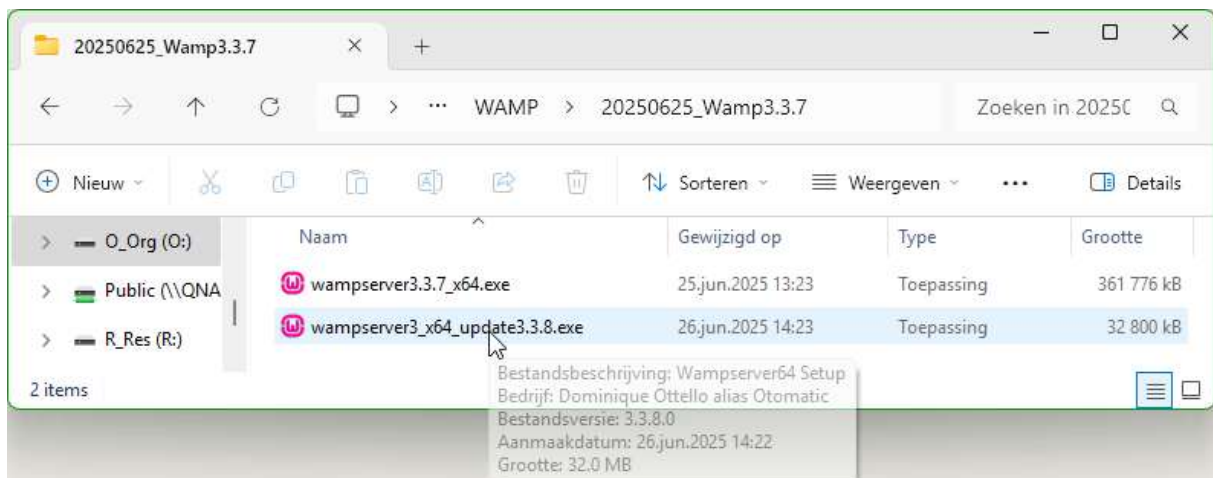 20250625_Wamp3.3.7
WAMP > 20250625_Wamp3.3.7
Zoeken in 2025
Nieuw
Sorteren
Weergeven
Details
O_Org (O:)
Public (\\QNA
R_Res (R:)
Naam Gewijzigd op Type Grootte
wampserver3.3.7_x64.exe 25.jun.2025 13:23 Toepassing 361 776 kB
wampserver3_x64_update3.3.8.exe 26.jun.2025 14:23 Toepassing 32 800 kB
Bestandsbeschrijving: Wampserver64 Setup
Bedrijf: Dominique Ottello alias Otomatic
Bestandsversie: 3.3.8.0
Aanmaakdatum: 26.jun.2025 14:22
Grootte: 32.0 MB
2 items